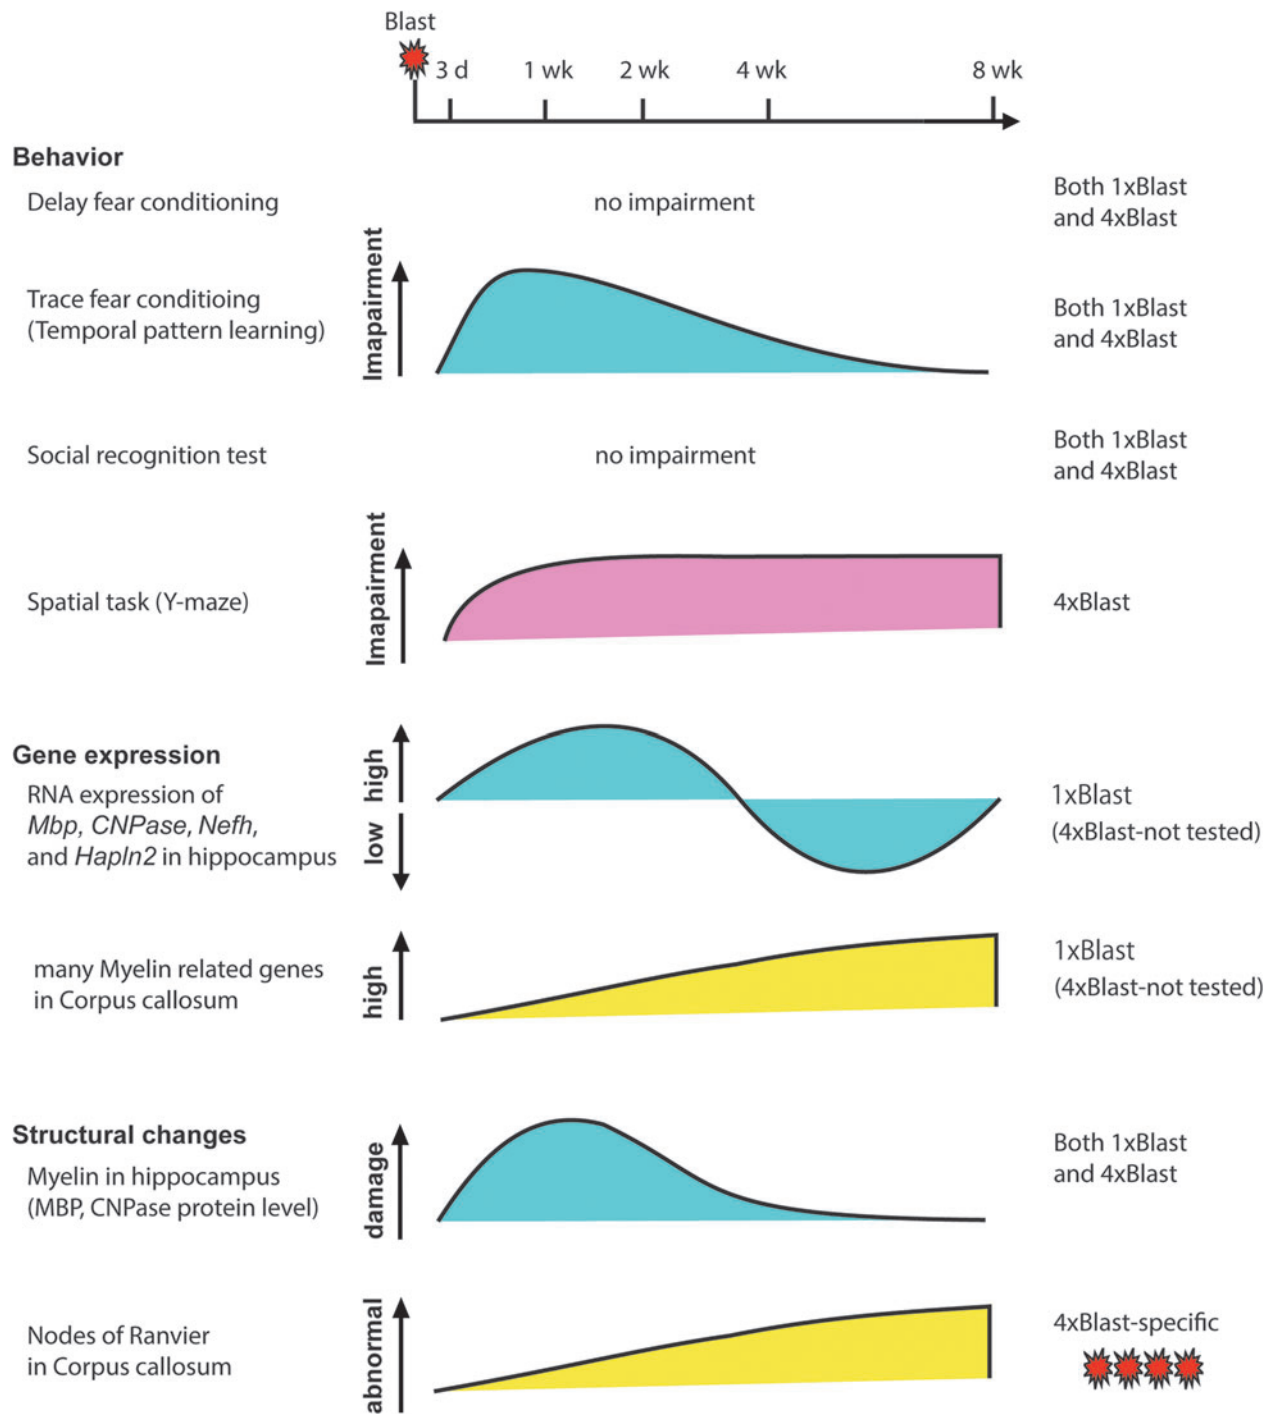 Blast
3 d
1 wk
2 wk
4 wk
8 wk
Behavior
Delay fear conditioning
no impairment
Both 1xBlast
and 4xBlast
Imapairment
Trace fear conditioing
(Temporal pattern learning)
Both 1xBlast
and 4xBlast
Social recognition test
no impairment
Both 1xBlast
and 4xBlast
Imapairment
Spatial task (Y-maze)
4xBlast
Gene expression
RNA expression of
Mbp, CNPase, Nefh,
and Hapln2 in hippocampus
high
low
1xBlast
(4xBlast-not tested)
many Myelin related genes
in Corpus callosum
high
1xBlast
(4xBlast-not tested)
Structural changes
Myelin in hippocampus
(MBP, CNPase protein level)
damage
Both 1xBlast
and 4xBlast
Nodes of Ranvier
in Corpus callosum
abnormal
4xBlast-specific